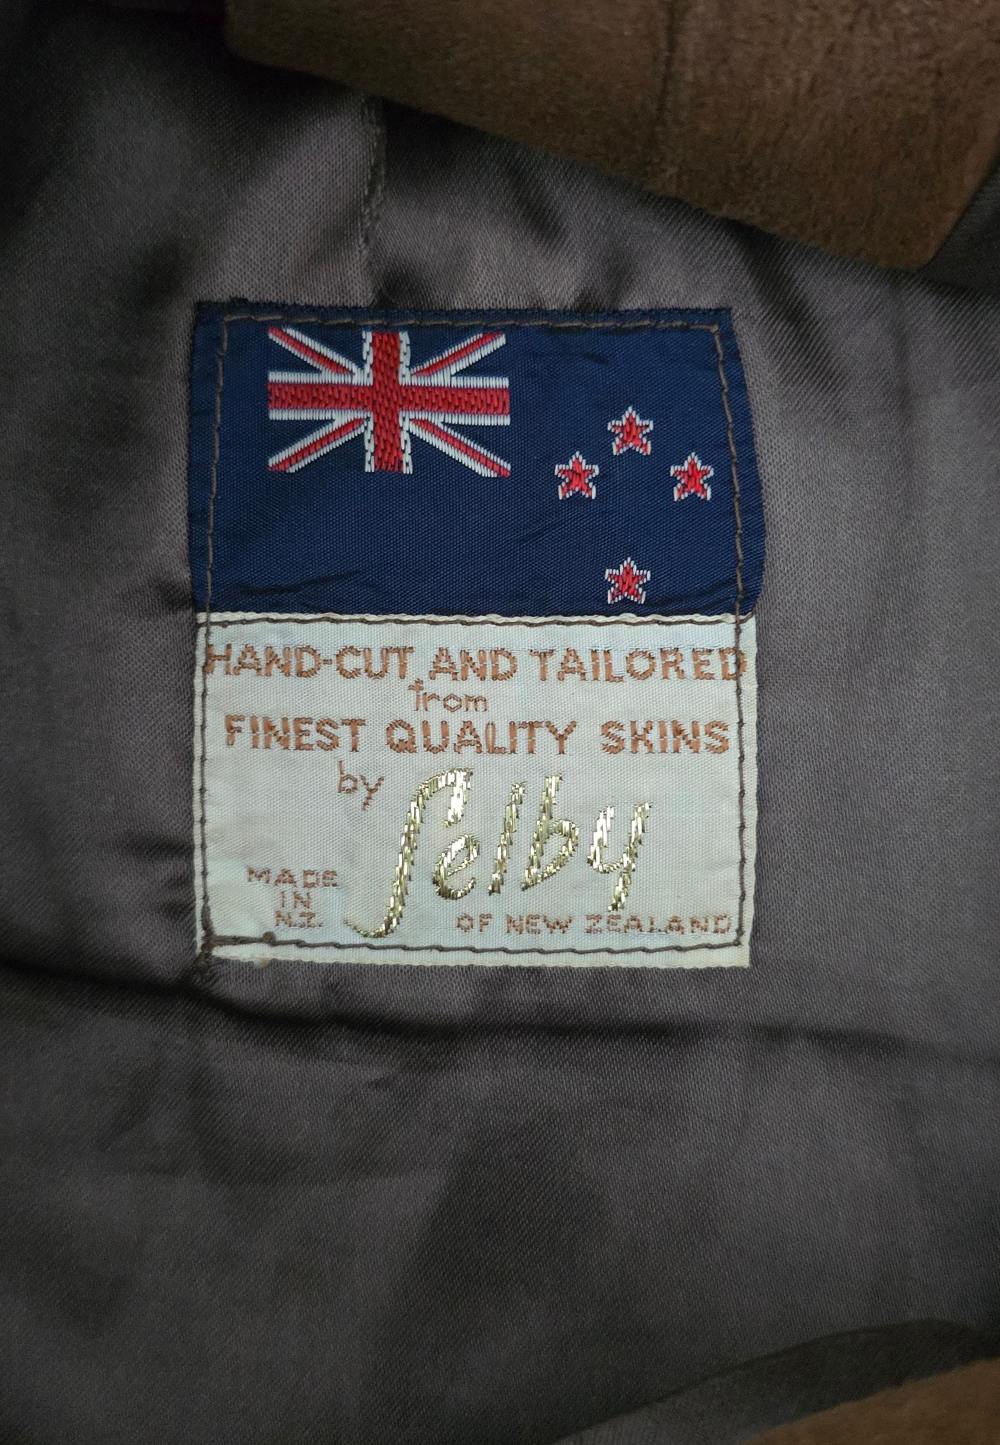 HAND-CUT AND TAILORED
from
FINEST QUALITY SKINS
by Selby
MADE
IN
N.Z.
OF NEW ZEALAND